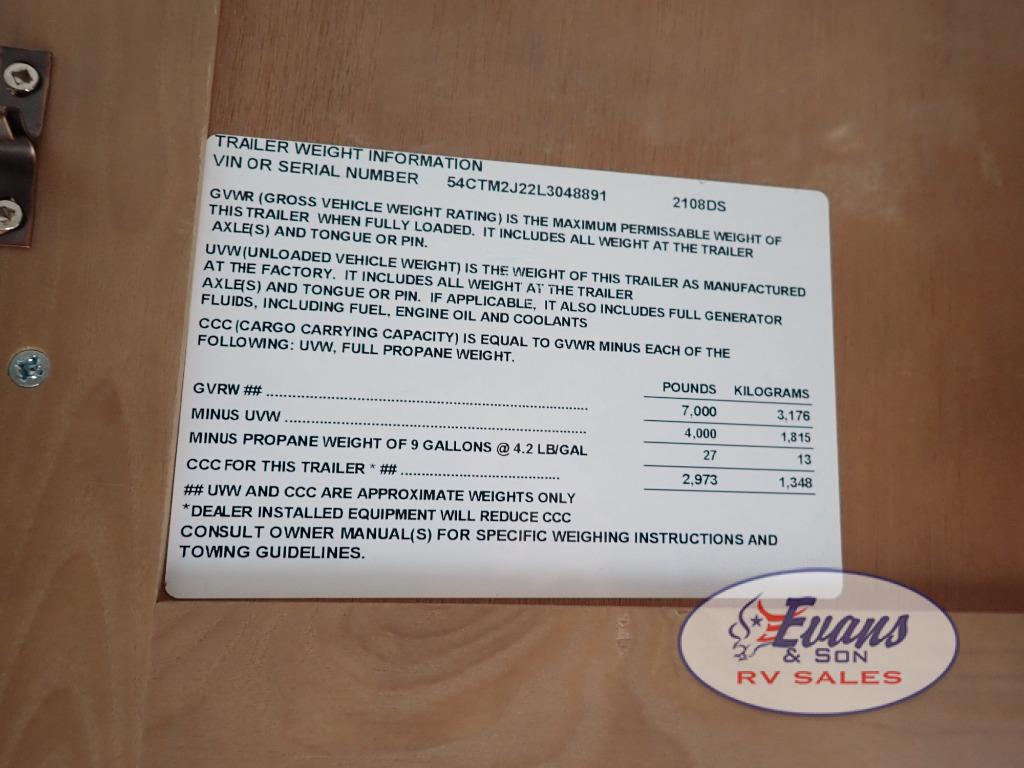 TRAILER WEIGHT INFORMATION
VIN OR SERIAL NUMBER 54CTM2J22L3048891 2108DS
GVWR (GROSS VEHICLE WEIGHT RATING) IS THE MAXIMUM PERMISSABLE WEIGHT OF
THIS TRAILER WHEN FULLY LOADED. IT INCLUDES ALL WEIGHT AT THE TRAILER
AXLE(S) AND TONGUE OR PIN.
UVW (UNLOADED VEHICLE WEIGHT) IS THE WEIGHT OF THIS TRAILER AS MANUFACTURED
AT THE FACTORY. IT INCLUDES ALL WEIGHT AT THE TRAILER
AXLE(S) AND TONGUE OR PIN. IF APPLICABLE, IT ALSO INCLUDES FULL GENERATOR
FLUIDS, INCLUDING FUEL, ENGINE OIL AND COOLANTS
CCC (CARGO CARRYING CAPACITY) IS EQUAL TO GVWR MINUS EACH OF THE
FOLLOWING: UVW, FULL PROPANE WEIGHT.
POUNDS KILOGRAMS
GVRW ## ........................................ 7,000 3,176
MINUS UVW ........................................ 4,000 1,815
MINUS PROPANE WEIGHT OF 9 GALLONS @ 4.2 LB/GAL 27 13
CCC FOR THIS TRAILER * ## .................... 2,973 1,348
## UVW AND CCC ARE APPROXIMATE WEIGHTS ONLY
*DEALER INSTALLED EQUIPMENT WILL REDUCE CCC
CONSULT OWNER MANUAL(S) FOR SPECIFIC WEIGHING INSTRUCTIONS AND
TOWNG GUIDELINES.
Evans
& SON
RV SALES